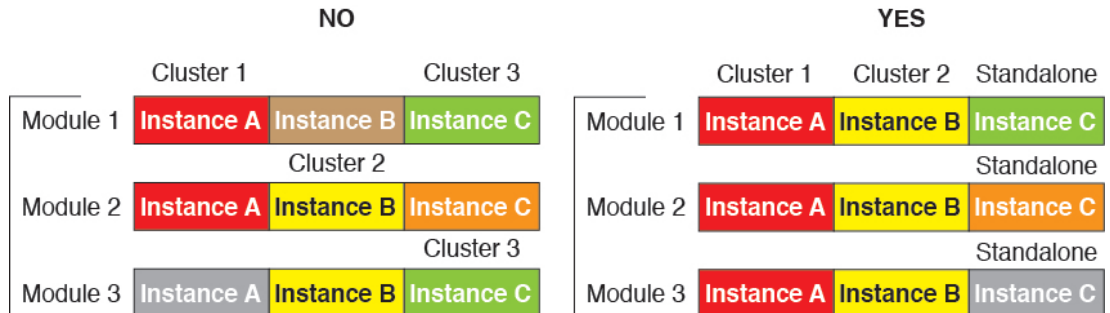 NO
Cluster 1 Cluster 3
Module 1 Instance A Instance B Instance C
Cluster 2
Module 2 Instance A Instance B Instance C
Cluster 3
Module 3 Instance A Instance B Instance C
YES
Cluster 1 Cluster 2 Standalone
Module 1 Instance A Instance B Instance C
Standalone
Module 2 Instance A Instance B Instance C
Standalone
Module 3 Instance A Instance B Instance C